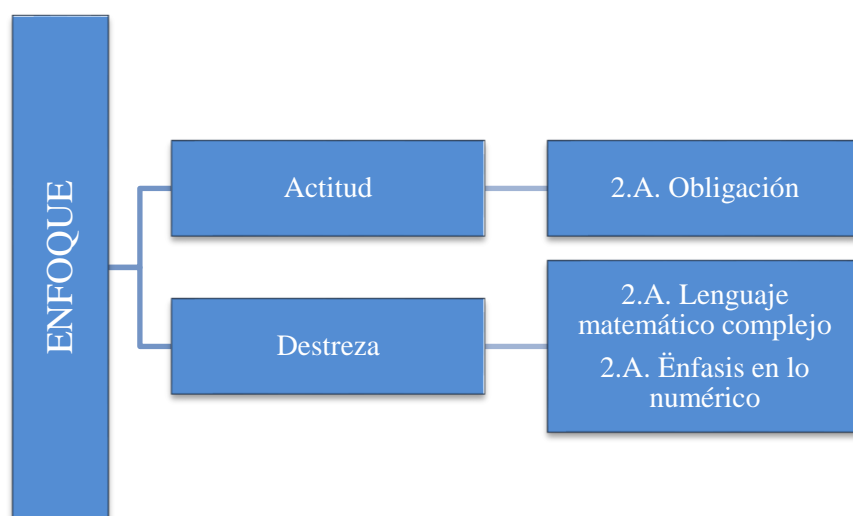 ENFOQUE
Actitud
2.A. Obligación
Destreza
2.A. Lenguaje
matemático complejo
2.A. Ënfasis en lo
numérico